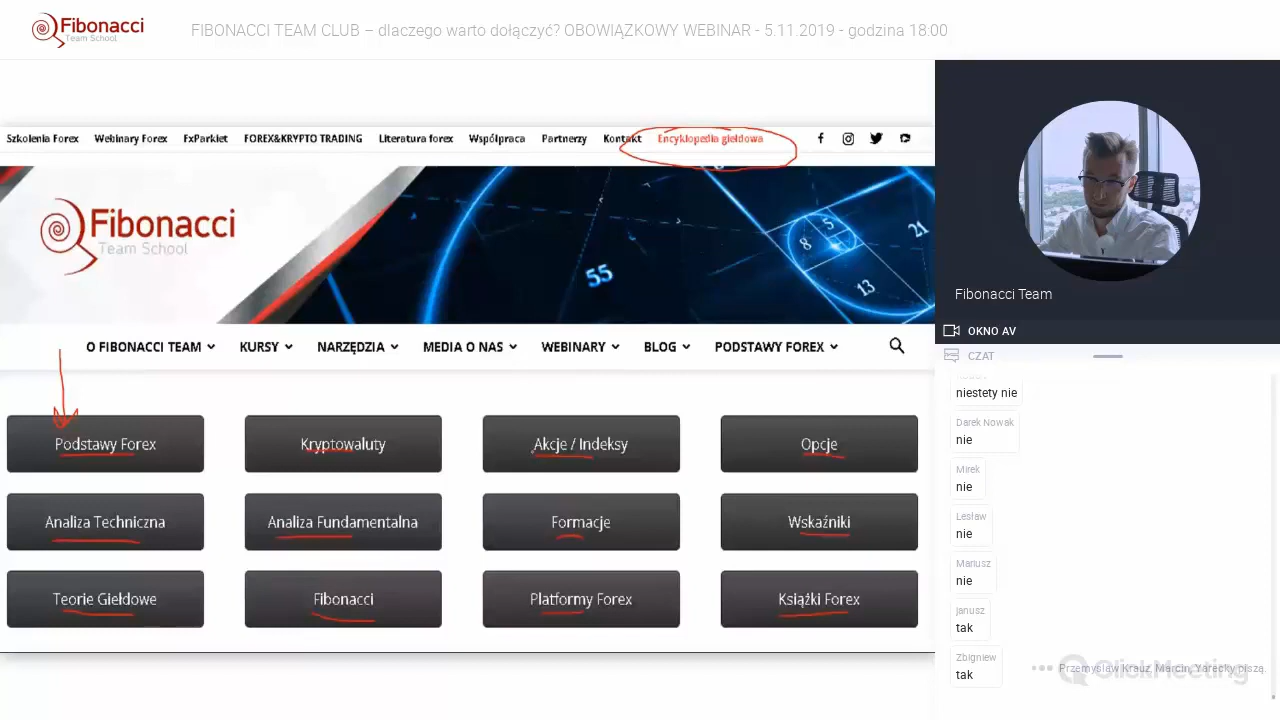 Fibonacci
Team School
FIBONACCI TEAM CLUB – dlaczego warto dołączyć? OBOWIĄZKOWY WEBINAR - 5.11.2019 - godzina 18:00
Szkolenia Forex Webinary Forex FxParkiet FOREX&KRYPTO TRADING Literatura forex Współpraca Partnerzy Kontakt Encyklopedia giełdowa
Fibonacci
Team School
55
8
5
13
21
O FIBONACCI TEAM KURSY NARZĘDZIA MEDIA O NAS WEBINARY BLOG PODSTAWY FOREX
Podstawy Forex Kryptowaluty Akcje / Indeksy Opcje
Analiza Techniczna Analiza Fundamentalna Formacje Wskaźniki
Teorie Giełdowe Fibonacci Platformy Forex Książki Forex
Fibonacci Team
OKNO AV
CZAT
niestety nie
Darek Nowak
nie
Mirek
nie
Lesław
nie
Mariusz
nie
janusz
tak
Zbigniew
tak
Przemysław Krauz, Marcin, Yarecky piszą.
ClickMeeting